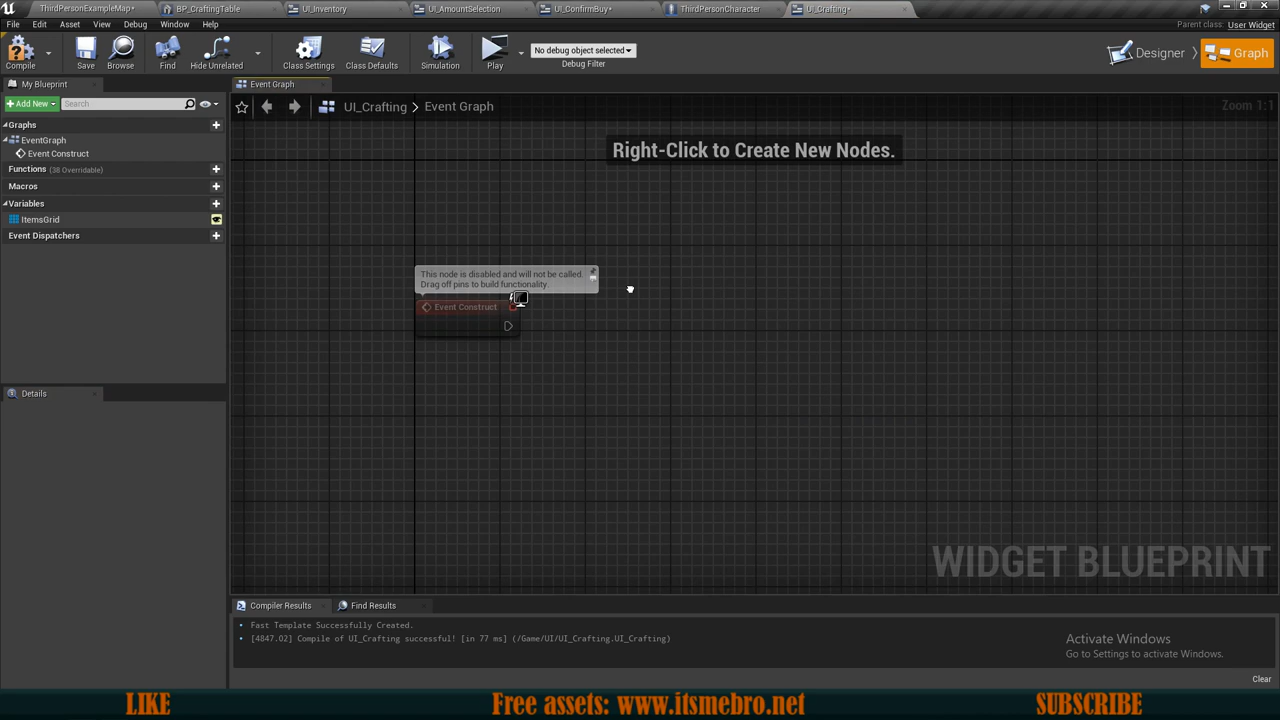 ThirdPersonExampleMap*
BP_CraftingTable
UI_Inventory
UI_AmountSelection
UI_ConfirmBuy*
ThirdPersonCharacter
UI_Crafting*
File
Edit
Asset
View
Debug
Window
Help
Parent class: User Widget
Compile
Save
Browse
Find
Hide Unrelated
Class Settings
Class Defaults
Simulation
Play
No debug object selected
Debug Filter
Designer
Graph
My Blueprint
Event Graph
+Add New
Search
UI_Crafting > Event Graph
Zoom 1:1
Graphs
EventGraph
Event Construct
Functions (38 Overridable)
Macros
Variables
ItemsGrid
Event Dispatchers
Right-Click to Create New Nodes.
This node is disabled and will not be called.
Drag off pins to build functionality.
Event Construct
Details
WIDGET BLUEPRINT
Compiler Results
Find Results
Fast Template Successfully Created.
[4847.02] Compile of UI_Crafting successful! [in 77 ms] (/Game/UI/UI_Crafting.UI_Crafting)
Activate Windows
Go to Settings to activate Windows.
Clear
LIKE
Free assets: www.itsmebro.net
SUBSCRIBE